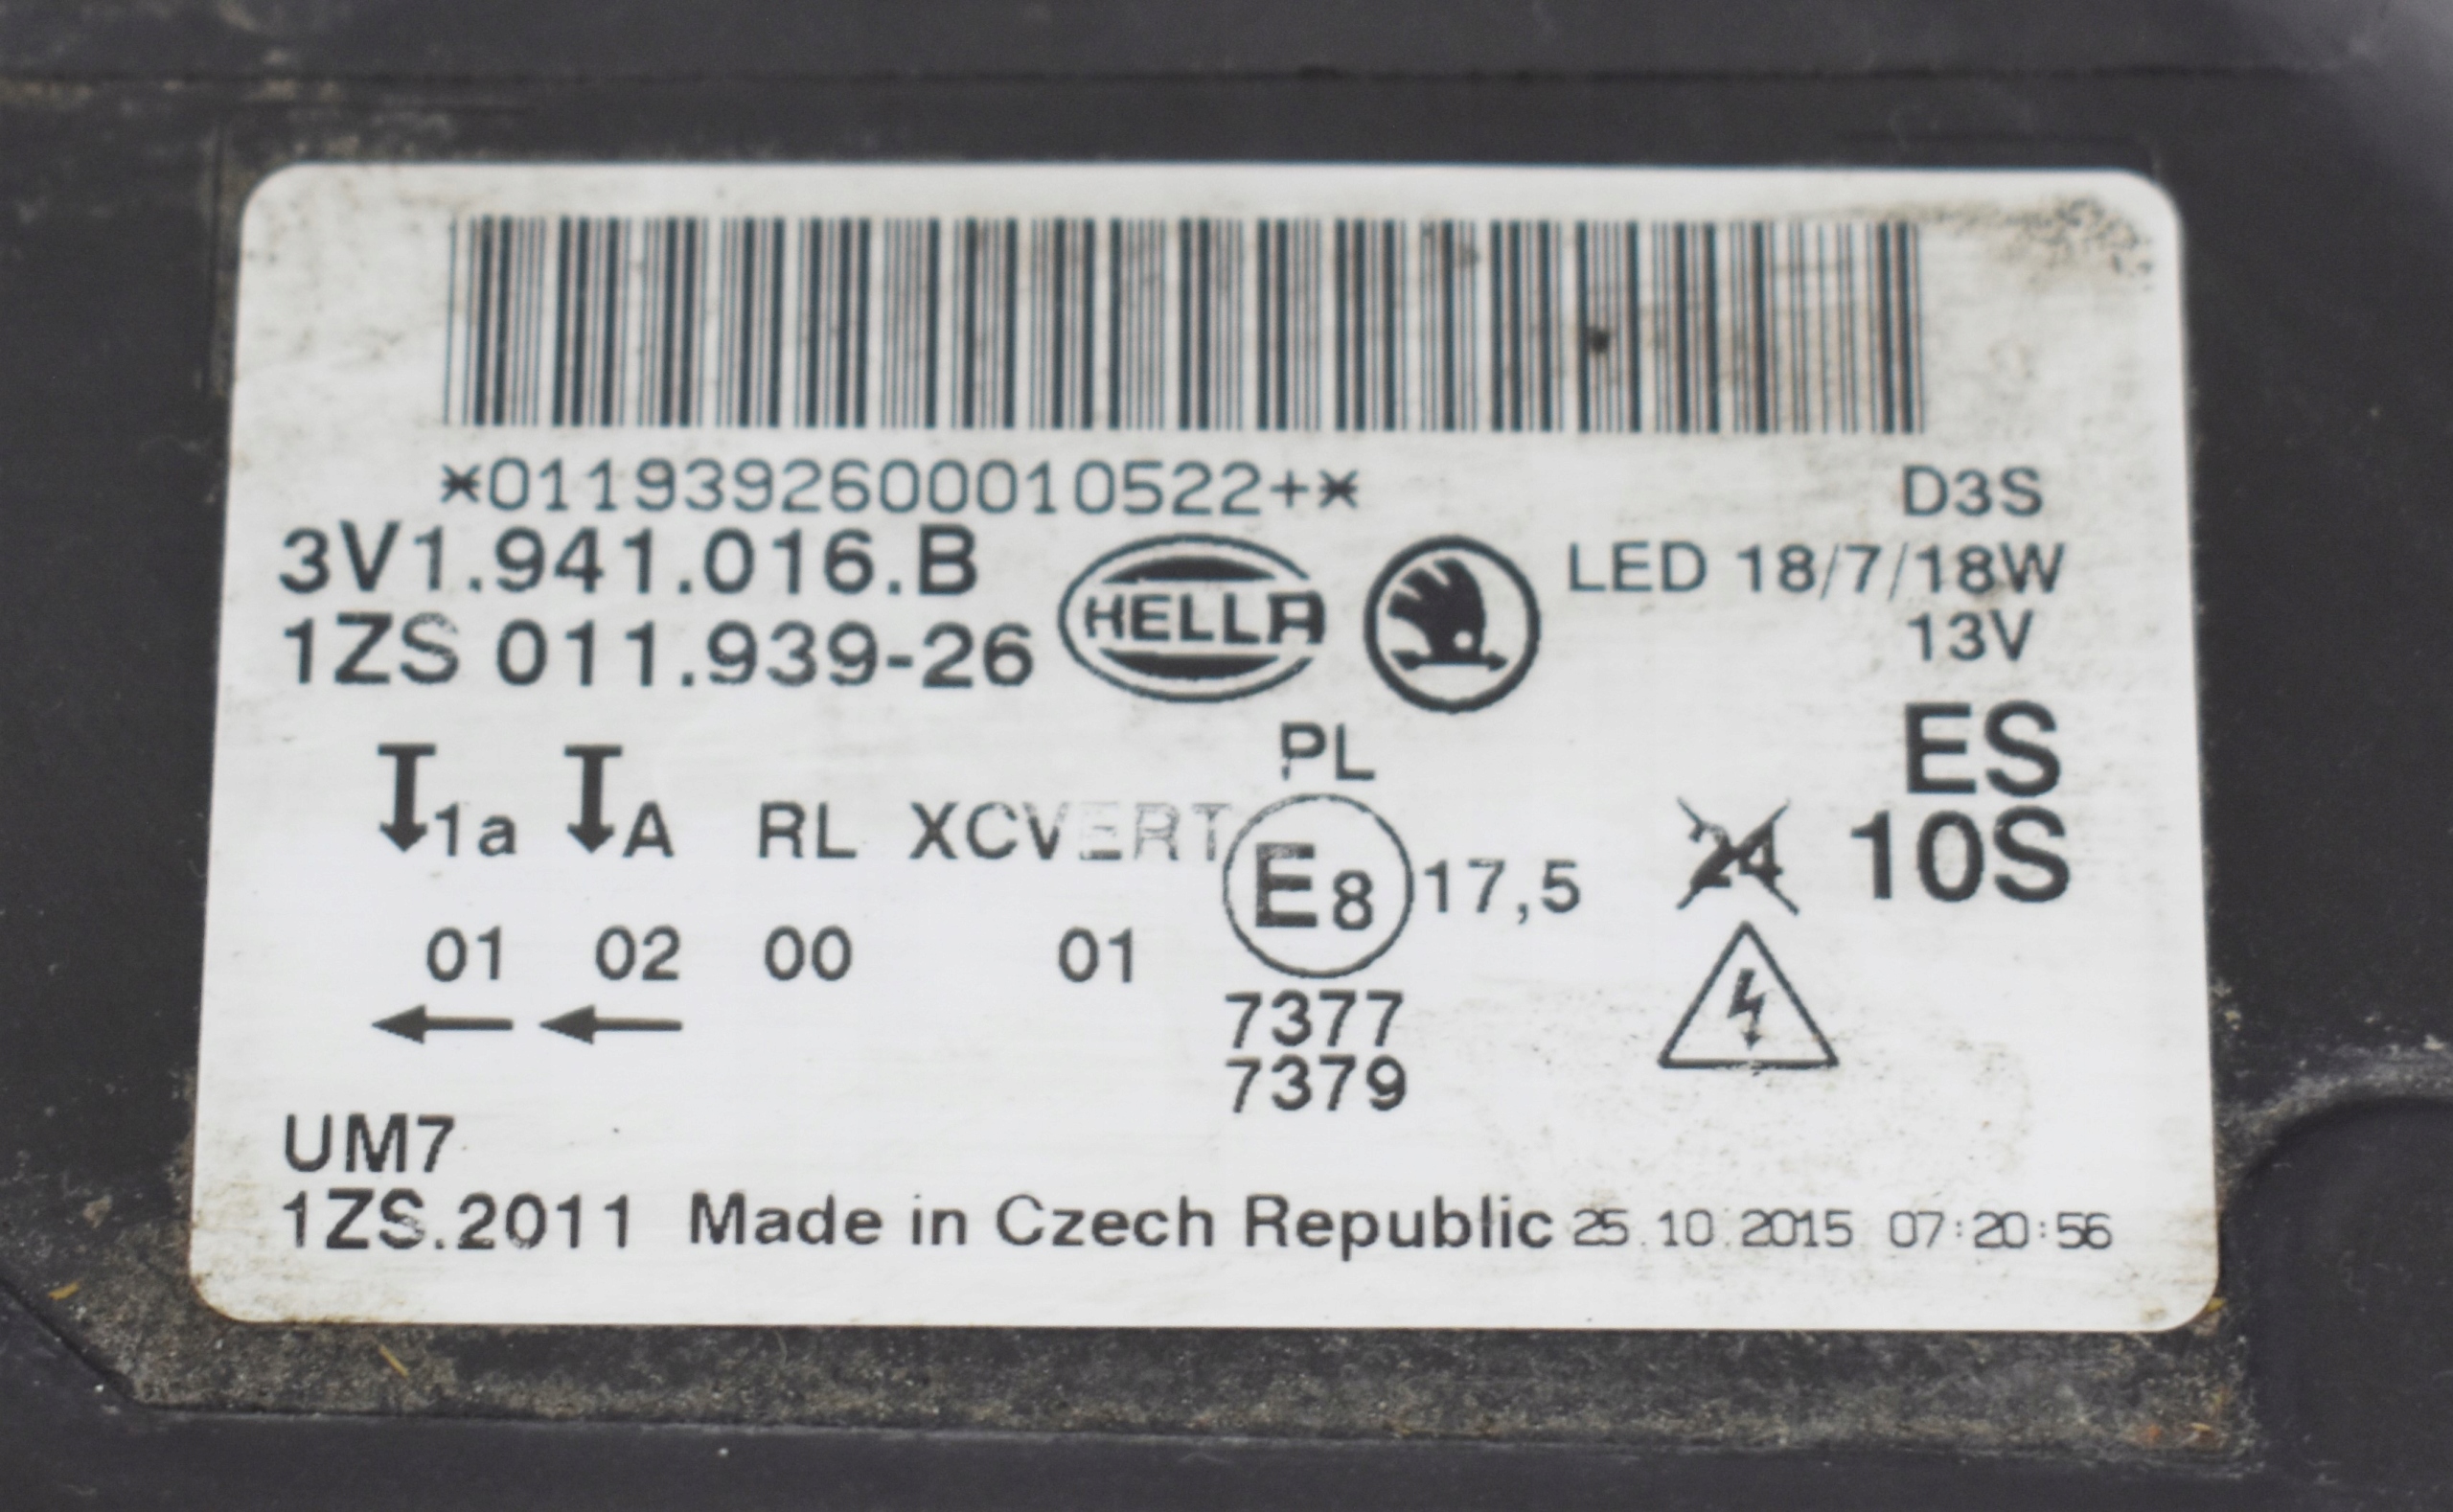 *0119392600010522+*
D3S
3V1.941.016.B
HELLA
LED 18/7/18W
1ZS 011.939-26
13V
PL
ES
1a A RL XCVERT
E8 17,5
24
10S
01 02 00 01
7377
7379
UM7
1ZS.2011 Made in Czech Republic 25.10.2015 07:20:56